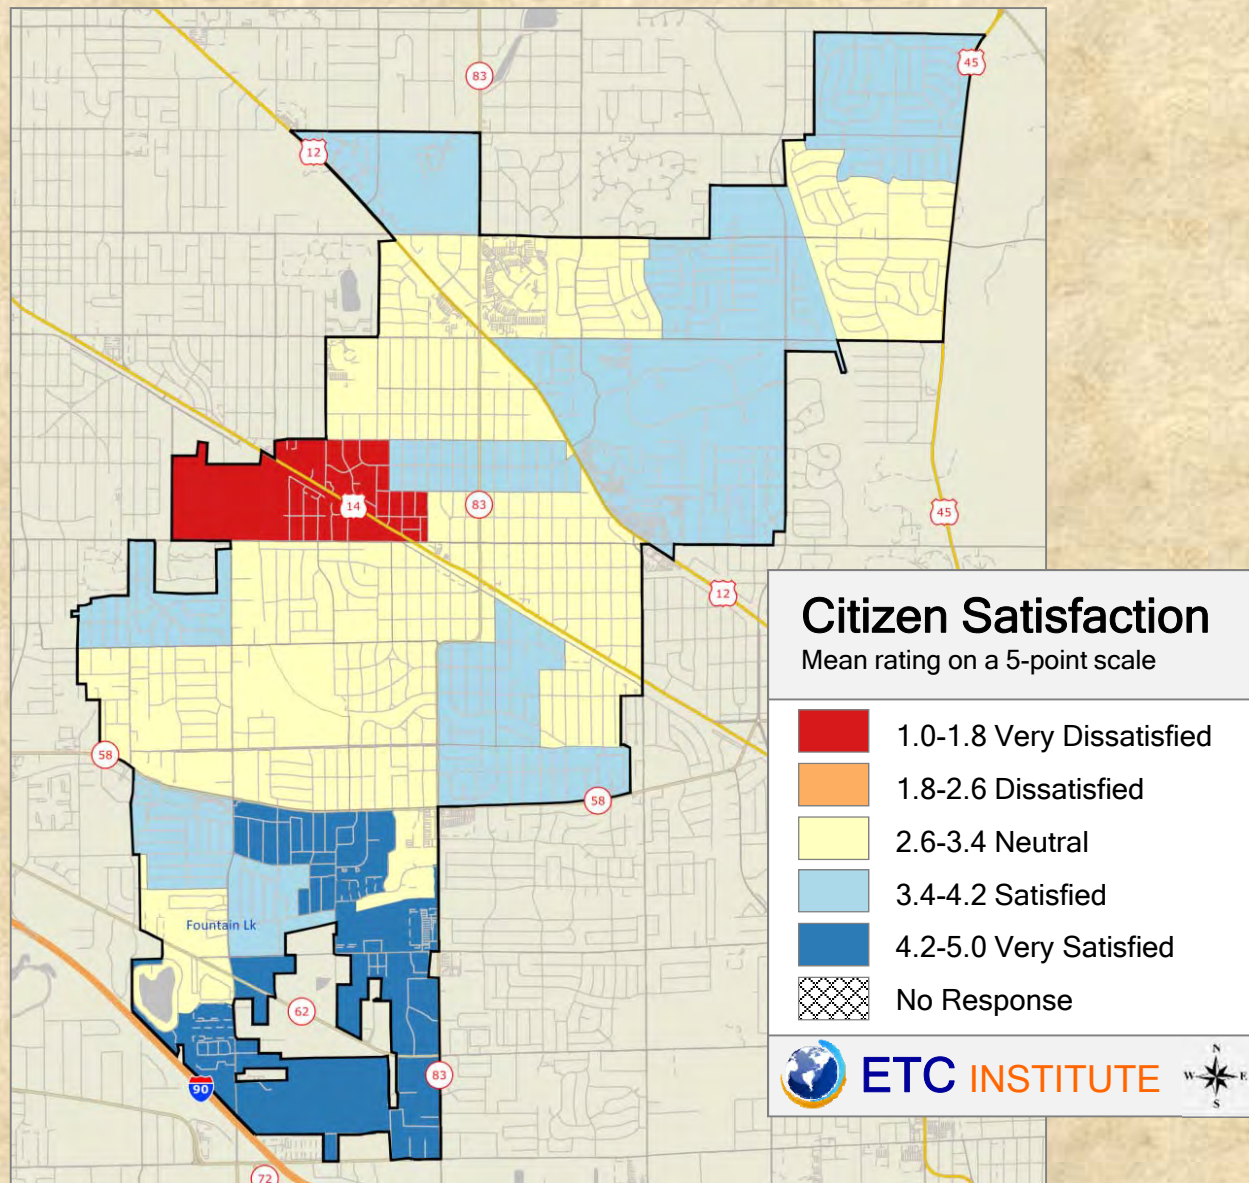 83
45
12
14
83
45
12
58
58
Fountain Lk
62
83
90
72
Citizen Satisfaction
Mean rating on a 5-point scale
1.0-1.8 Very Dissatisfied
1.8-2.6 Dissatisfied
2.6-3.4 Neutral
3.4-4.2 Satisfied
4.2-5.0 Very Satisfied
No Response
ETC INSTITUTE
N
W E
S